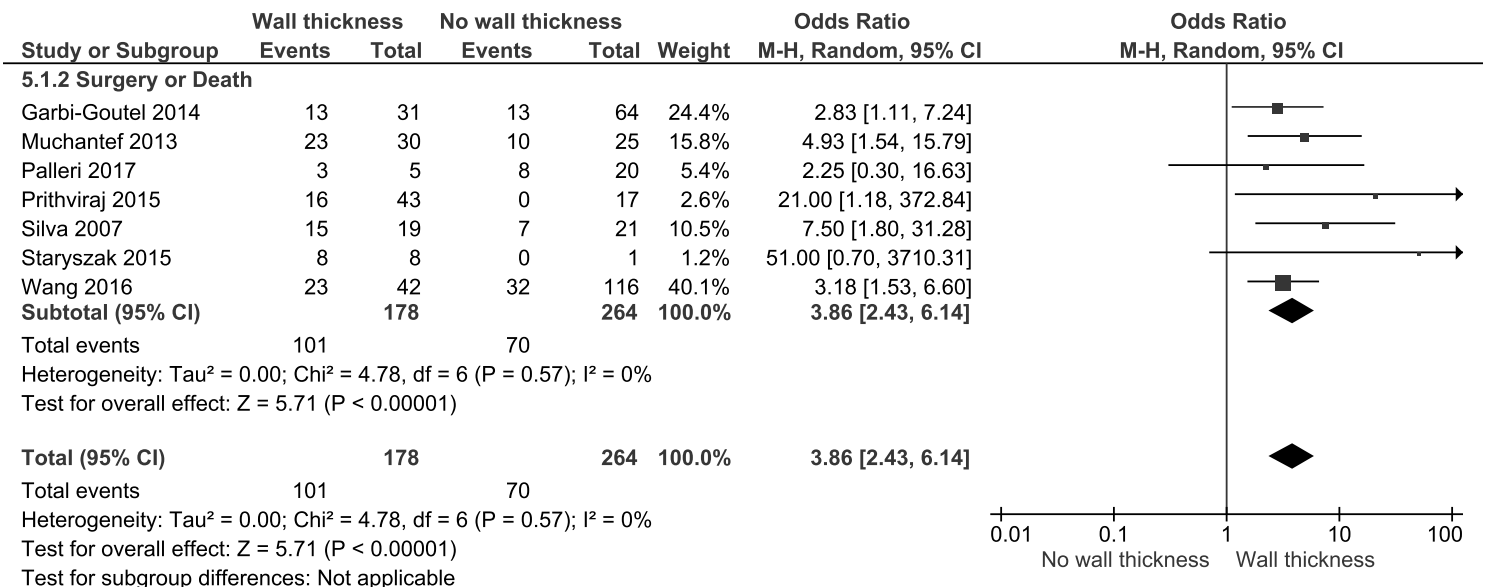 Wall thickness No wall thickness Odds Ratio Odds Ratio
Study or Subgroup Events Total Events Total Weight M-H, Random, 95% CI M-H, Random, 95% CI
5.1.2 Surgery or Death
Garbi-Goutel 2014 13 31 13 64 24.4% 2.83 [1.11, 7.24]
Muchantef 2013 23 30 10 25 15.8% 4.93 [1.54, 15.79]
Palleri 2017 3 5 8 20 5.4% 2.25 [0.30, 16.63]
Prithviraj 2015 16 43 0 17 2.6% 21.00 [1.18, 372.84]
Silva 2007 15 19 7 21 10.5% 7.50 [1.80, 31.28]
Staryszak 2015 8 8 0 1 1.2% 51.00 [0.70, 3710.31]
Wang 2016 23 42 32 116 40.1% 3.18 [1.53, 6.60]
Subtotal (95% CI) 178 264 100.0% 3.86 [2.43, 6.14]
Total events 101 70
Heterogeneity: Tau² = 0.00; Chi² = 4.78, df = 6 (P = 0.57); I² = 0%
Test for overall effect: Z = 5.71 (P < 0.00001)
Total (95% CI) 178 264 100.0% 3.86 [2.43, 6.14]
Total events 101 70
Heterogeneity: Tau² = 0.00; Chi² = 4.78, df = 6 (P = 0.57); I² = 0%
Test for overall effect: Z = 5.71 (P < 0.00001)
Test for subgroup differences: Not applicable
0.01 0.1 1 10 100
No wall thickness Wall thickness